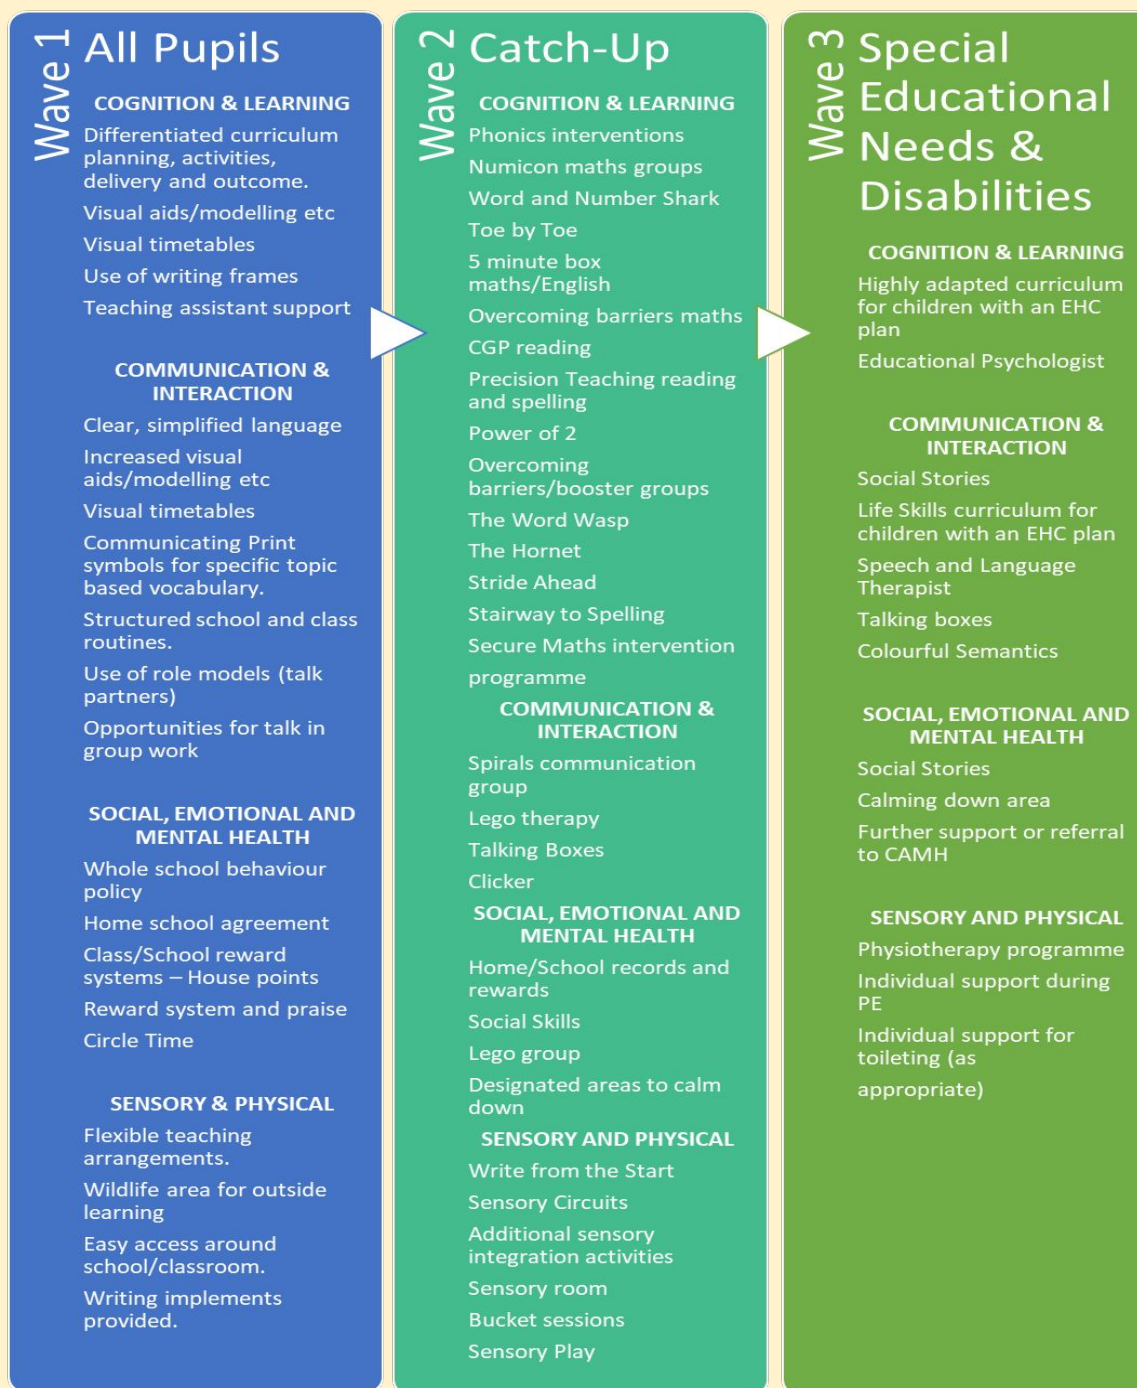 Wave 1
All Pupils
COGNITION & LEARNING
Differentiated curriculum
planning, activities,
delivery and outcome.
Visual aids/modelling etc
Visual timetables
Use of writing frames
Teaching assistant support
COMMUNICATION &
INTERACTION
Clear, simplified language
Increased visual
aids/modelling etc
Visual timetables
Communicating Print
symbols for specific topic
based vocabulary.
Structured school and class
routines.
Use of role models (talk
partners)
Opportunities for talk in
group work
SOCIAL, EMOTIONAL AND
MENTAL HEALTH
Whole school behaviour
policy
Home school agreement
Class/School reward
systems – House points
Reward system and praise
Circle Time
SENSORY & PHYSICAL
Flexible teaching
arrangements.
Wildlife area for outside
learning
Easy access around
school/classroom.
Writing implements
provided.
Wave 2
Catch-Up
COGNITION & LEARNING
Phonics interventions
Numicon maths groups
Word and Number Shark
Toe by Toe
5 minute box
maths/English
Overcoming barriers maths
CGP reading
Precision Teaching reading
and spelling
Power of 2
Overcoming
barriers/booster groups
The Word Wasp
The Hornet
Stride Ahead
Stairway to Spelling
Secure Maths intervention
programme
COMMUNICATION &
INTERACTION
Spirals communication
group
Lego therapy
Talking Boxes
Clicker
SOCIAL, EMOTIONAL AND
MENTAL HEALTH
Home/School records and
rewards
Social Skills
Lego group
Designated areas to calm
down
SENSORY AND PHYSICAL
Write from the Start
Sensory Circuits
Additional sensory
integration activities
Sensory room
Bucket sessions
Sensory Play
Wave 3
Special
Educational
Needs &
Disabilities
COGNITION & LEARNING
Highly adapted curriculum
for children with an EHC
plan
Educational Psychologist
COMMUNICATION &
INTERACTION
Social Stories
Life Skills curriculum for
children with an EHC plan
Speech and Language
Therapist
Talking boxes
Colourful Semantics
SOCIAL, EMOTIONAL AND
MENTAL HEALTH
Social Stories
Calming down area
Further support or referral
to CAMH
SENSORY AND PHYSICAL
Physiotherapy programme
Individual support during
PE
Individual support for
toileting (as
appropriate)